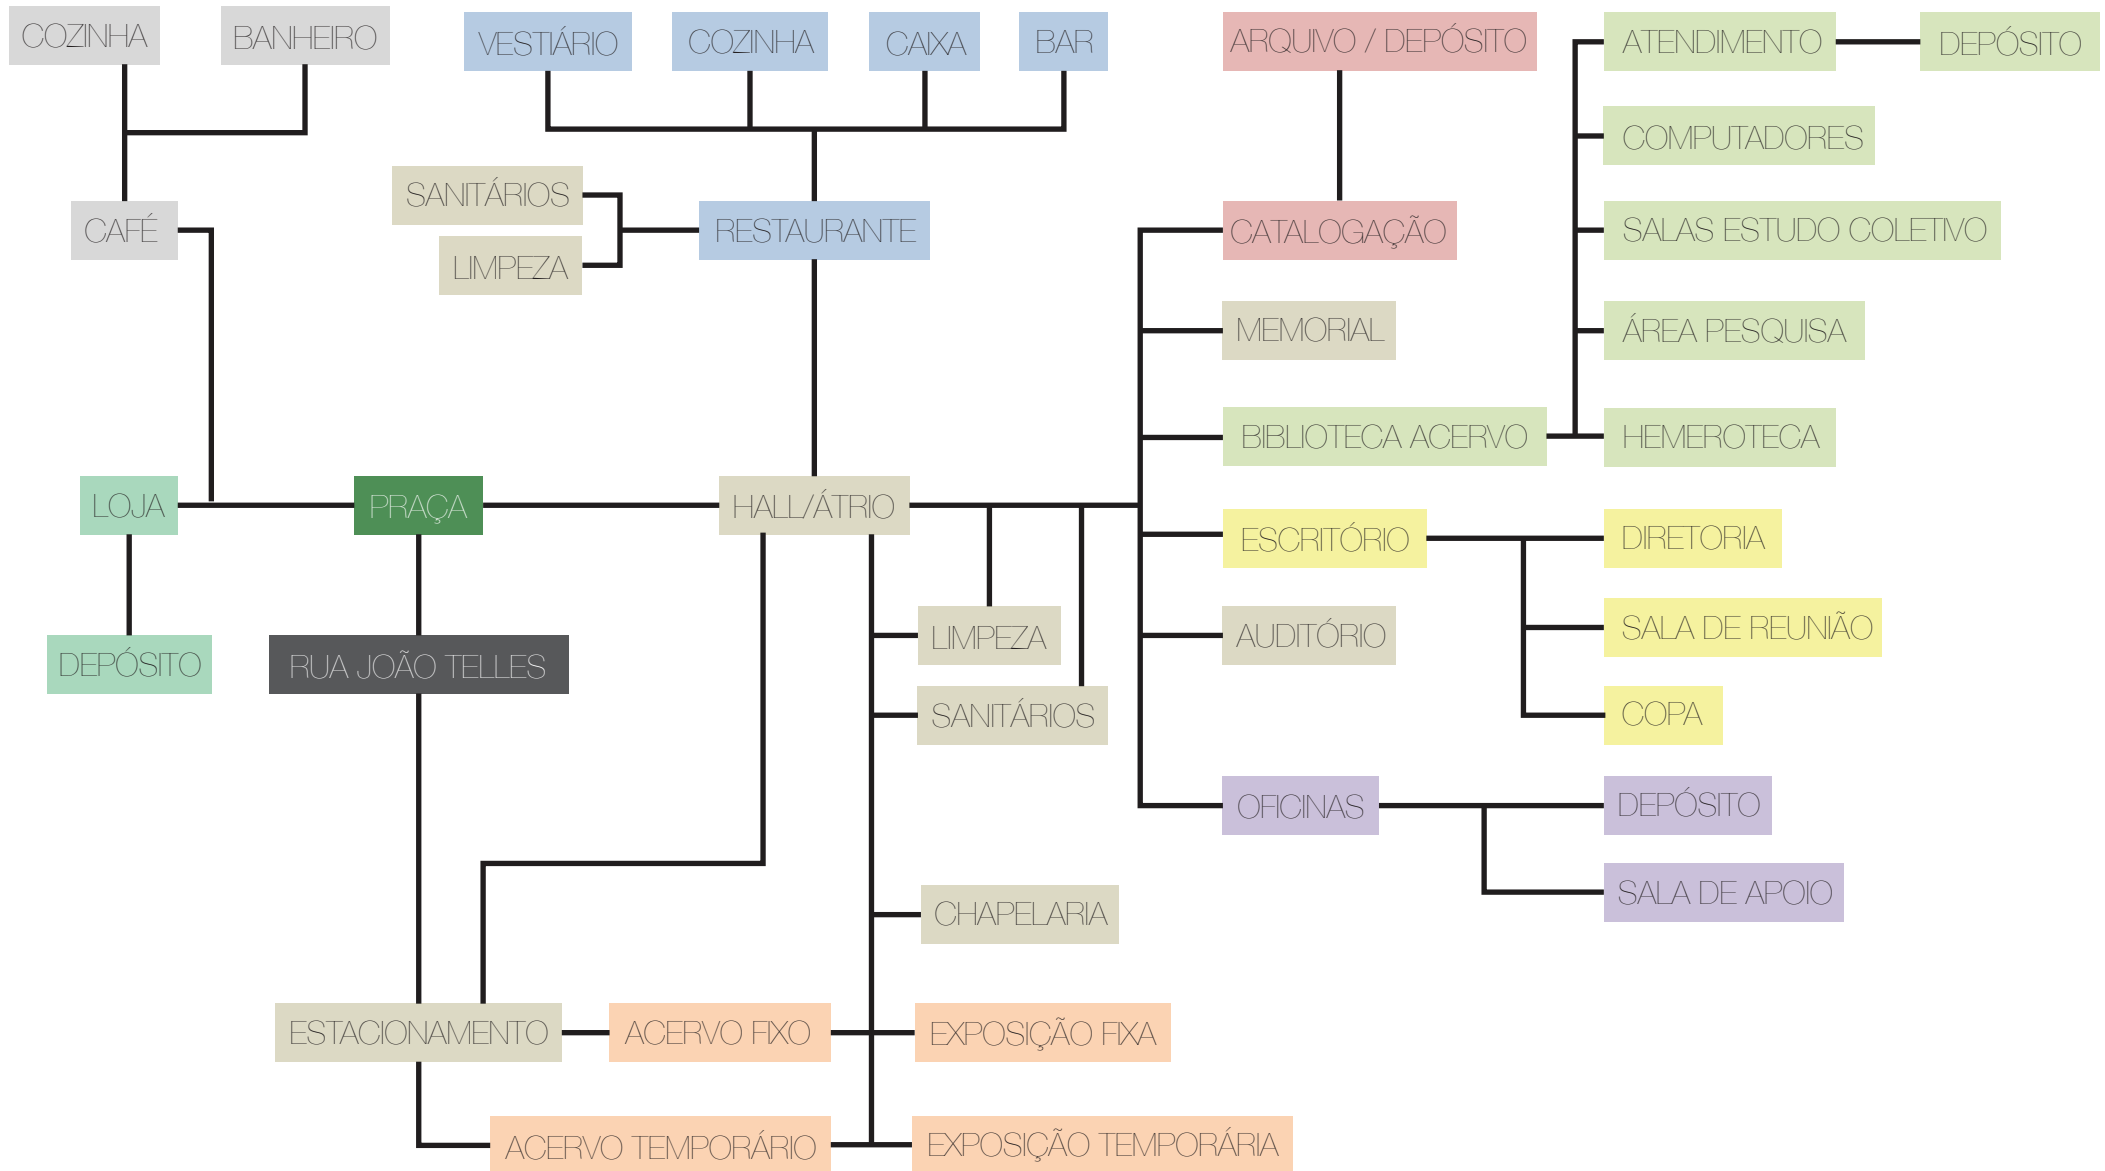 COZINHA
BANHEIRO
VESTIÁRIO
COZINHA
CAIXA
BAR
ARQUIVO / DEPÓSITO
ATENDIMENTO
DEPÓSITO
COMPUTADORES
SANITÁRIOS
CAFÉ
RESTAURANTE
CATALOGAÇÃO
SALAS ESTUDO COLETIVO
LIMPEZA
MEMORIAL
ÁREA PESQUISA
BIBLIOTECA ACERVO
HEMEROTECA
LOJA
PRAÇA
HALL/ÁTRIO
ESCRITÓRIO
DIRETORIA
LIMPEZA
AUDITÓRIO
SALA DE REUNIÃO
DEPÓSITO
RUA JOÃO TELLES
SANITÁRIOS
COPA
OFICINAS
DEPÓSITO
SALA DE APOIO
CHAPELARIA
ESTACIONAMENTO
ACERVO FIXO
EXPOSIÇÃO FIXA
ACERVO TEMPORÁRIO
EXPOSIÇÃO TEMPORÁRIA